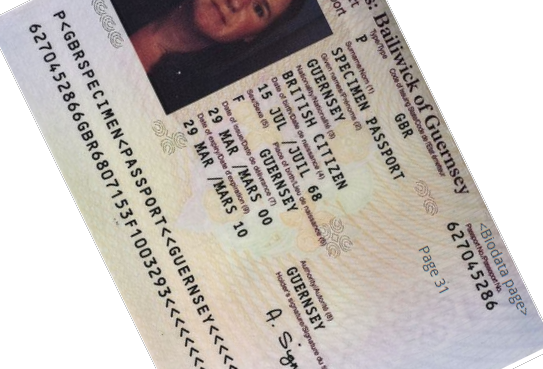 s: Bailiwick of Guernsey
<Biodata page>
Type/Type
Code of issuing State/Code de l'Etat émetteur
Passport No./Passeport No.
P
GBR
627045286
Surname/Nom (1)
SPECIMEN PASSPORT
Given names/Prénoms (2)
GUERNSEY
Nationality/Nationalité (3)
BRITISH CITIZEN
Date of birth/Date de naissance (4)
15 JUL /JUIL 68
Sex/Sexe (5)
Place of birth/Lieu de naissance (6)
F
GUERNSEY
Date of issue/Date de délivrance (7)
Authority/Autorité (8)
29 MAR /MARS 00
GUERNSEY
Date of expiry/Date d'expiration (9)
Holder's signature/Signature du
29 MAR /MARS 10
A. Sign
page 31
P<GBRSPECIMEN<PASSPORT<<GUERNSEY<<<<<
6270452866GBR6807153F1003293<<<<<<<